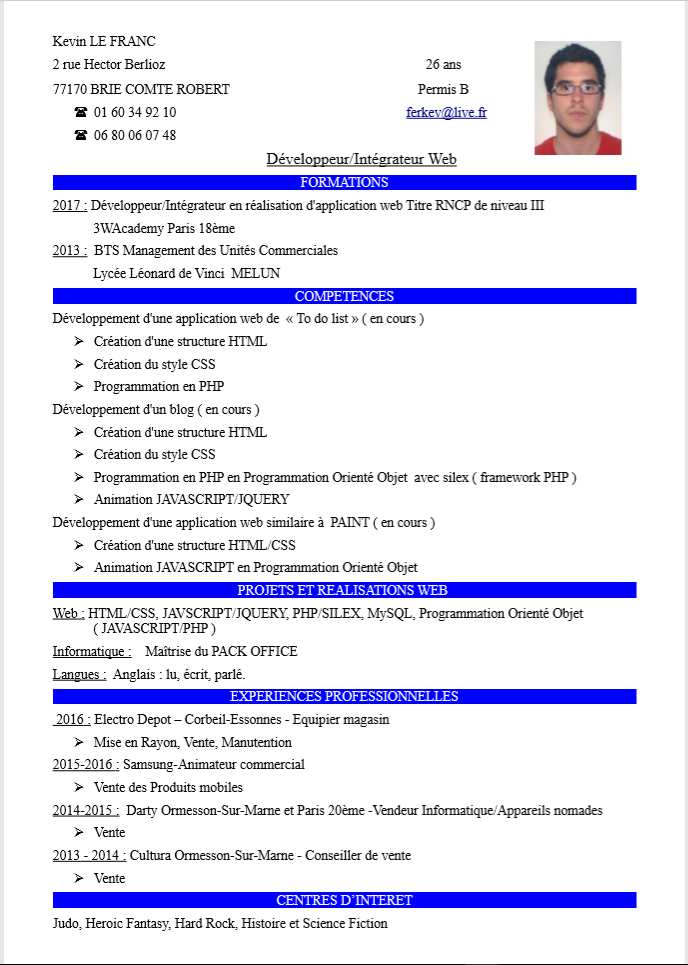 Kevin LE FRANC
2 rue Hector Berlioz 26 ans
77170 BRIE COMTE ROBERT Permis B
☎ 01 60 34 92 10 ferkev@live.fr
☎ 06 80 06 07 48
Développeur/Intégrateur Web
FORMATIONS
2017 : Développeur/Intégrateur en réalisation d'application web Titre RNCP de niveau III
3WAcademy Paris 18ème
2013 : BTS Management des Unités Commerciales
Lycée Léonard de Vinci MELUN
COMPETENCES
Développement d'une application web de « To do list » ( en cours )
➢ Création d'une structure HTML
➢ Création du style CSS
➢ Programmation en PHP
Développement d'un blog ( en cours )
➢ Création d'une structure HTML
➢ Création du style CSS
➢ Programmation en PHP en Programmation Orienté Objet avec silex ( framework PHP )
➢ Animation JAVASCRIPT/JQUERY
Développement d'une application web similaire à PAINT ( en cours )
➢ Création d'une structure HTML/CSS
➢ Animation JAVASCRIPT en Programmation Orienté Objet
PROJETS ET REALISATIONS WEB
Web : HTML/CSS, JAVSCRIPT/JQUERY, PHP/SILEX, MySQL, Programmation Orienté Objet
( JAVASCRIPT/PHP )
Informatique : Maîtrise du PACK OFFICE
Langues : Anglais : lu, écrit, parlé.
EXPERIENCES PROFESSIONNELLES
2016 : Electro Depot – Corbeil-Essonnes - Equipier magasin
➢ Mise en Rayon, Vente, Manutention
2015-2016 : Samsung-Animateur commercial
➢ Vente des Produits mobiles
2014-2015 : Darty Ormesson-Sur-Marne et Paris 20ème -Vendeur Informatique/Appareils nomades
➢ Vente
2013 - 2014 : Cultura Ormesson-Sur-Marne - Conseiller de vente
➢ Vente
CENTRES D'INTERET
Judo, Heroic Fantasy, Hard Rock, Histoire et Science Fiction